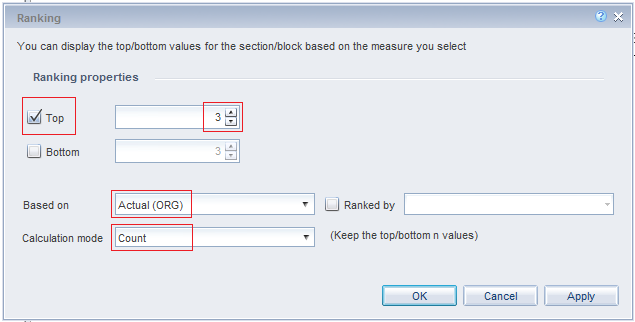 Ranking
You can display the top/bottom values for the section/block based on the measure you select
Ranking properties
Top 3
Bottom 3
Based on Actual (ORG) Ranked by
Calculation mode Count (Keep the top/bottom n values)
OK Cancel Apply